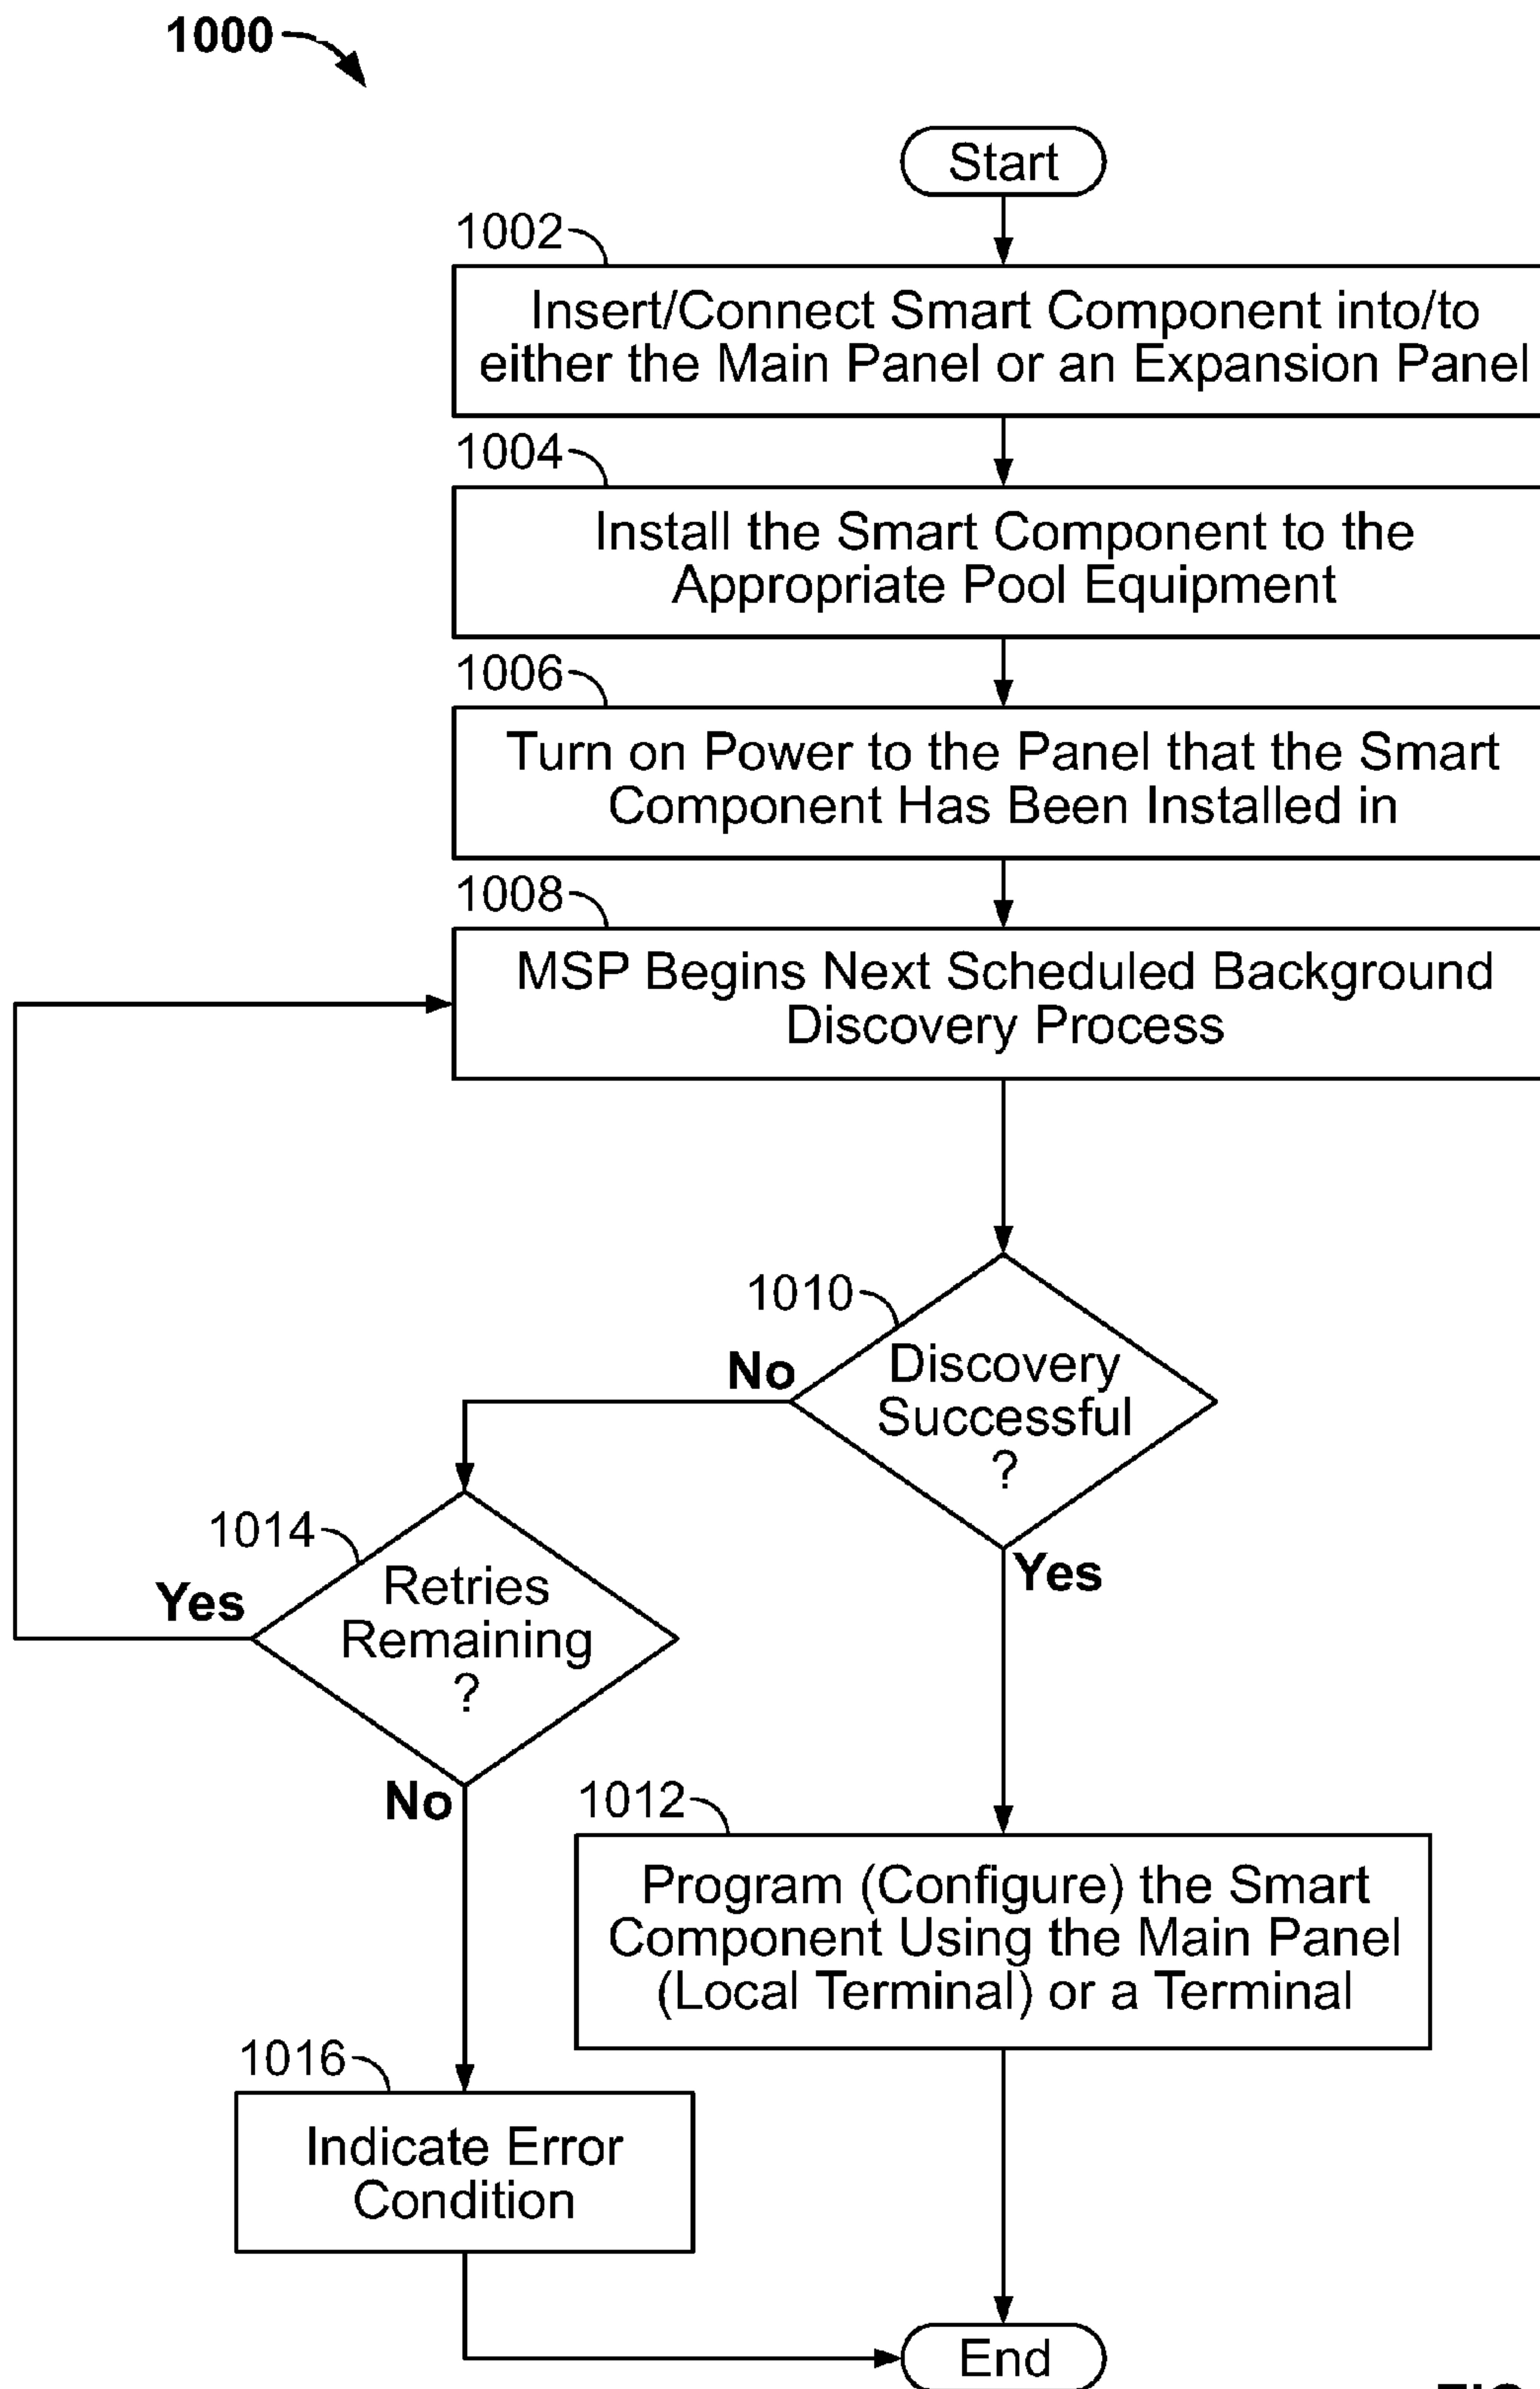 1000
Start
1002
Insert/Connect Smart Component into/to
either the Main Panel or an Expansion Panel
1004
Install the Smart Component to the
Appropriate Pool Equipment
1006
Turn on Power to the Panel that the Smart
Component Has Been Installed in
1008
MSP Begins Next Scheduled Background
Discovery Process
1010
Discovery
Successful
?
No
Yes
1014
Retries
Remaining
?
Yes
No
1012
Program (Configure) the Smart
Component Using the Main Panel
(Local Terminal) or a Terminal
1016
Indicate Error
Condition
End